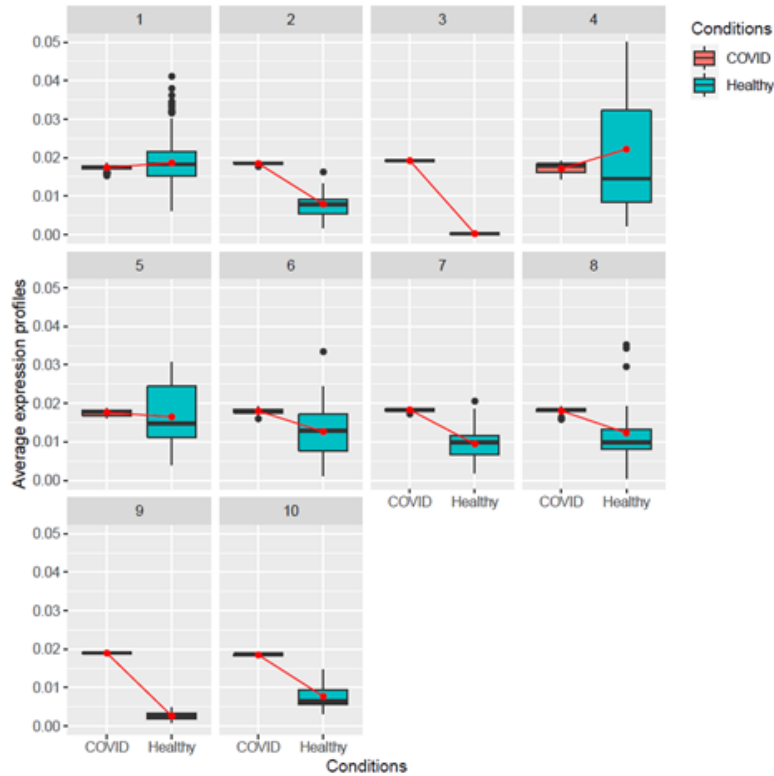 1 2 3 4
Conditions
COVID
Healthy
0.05
0.04
0.03
0.02
0.01
0.00
5 6 7 8
0.05
0.04
0.03
0.02
0.01
0.00
Average expression profiles
COVID Healthy COVID Healthy
9 10
0.05
0.04
0.03
0.02
0.01
0.00
COVID Healthy COVID Healthy
Conditions